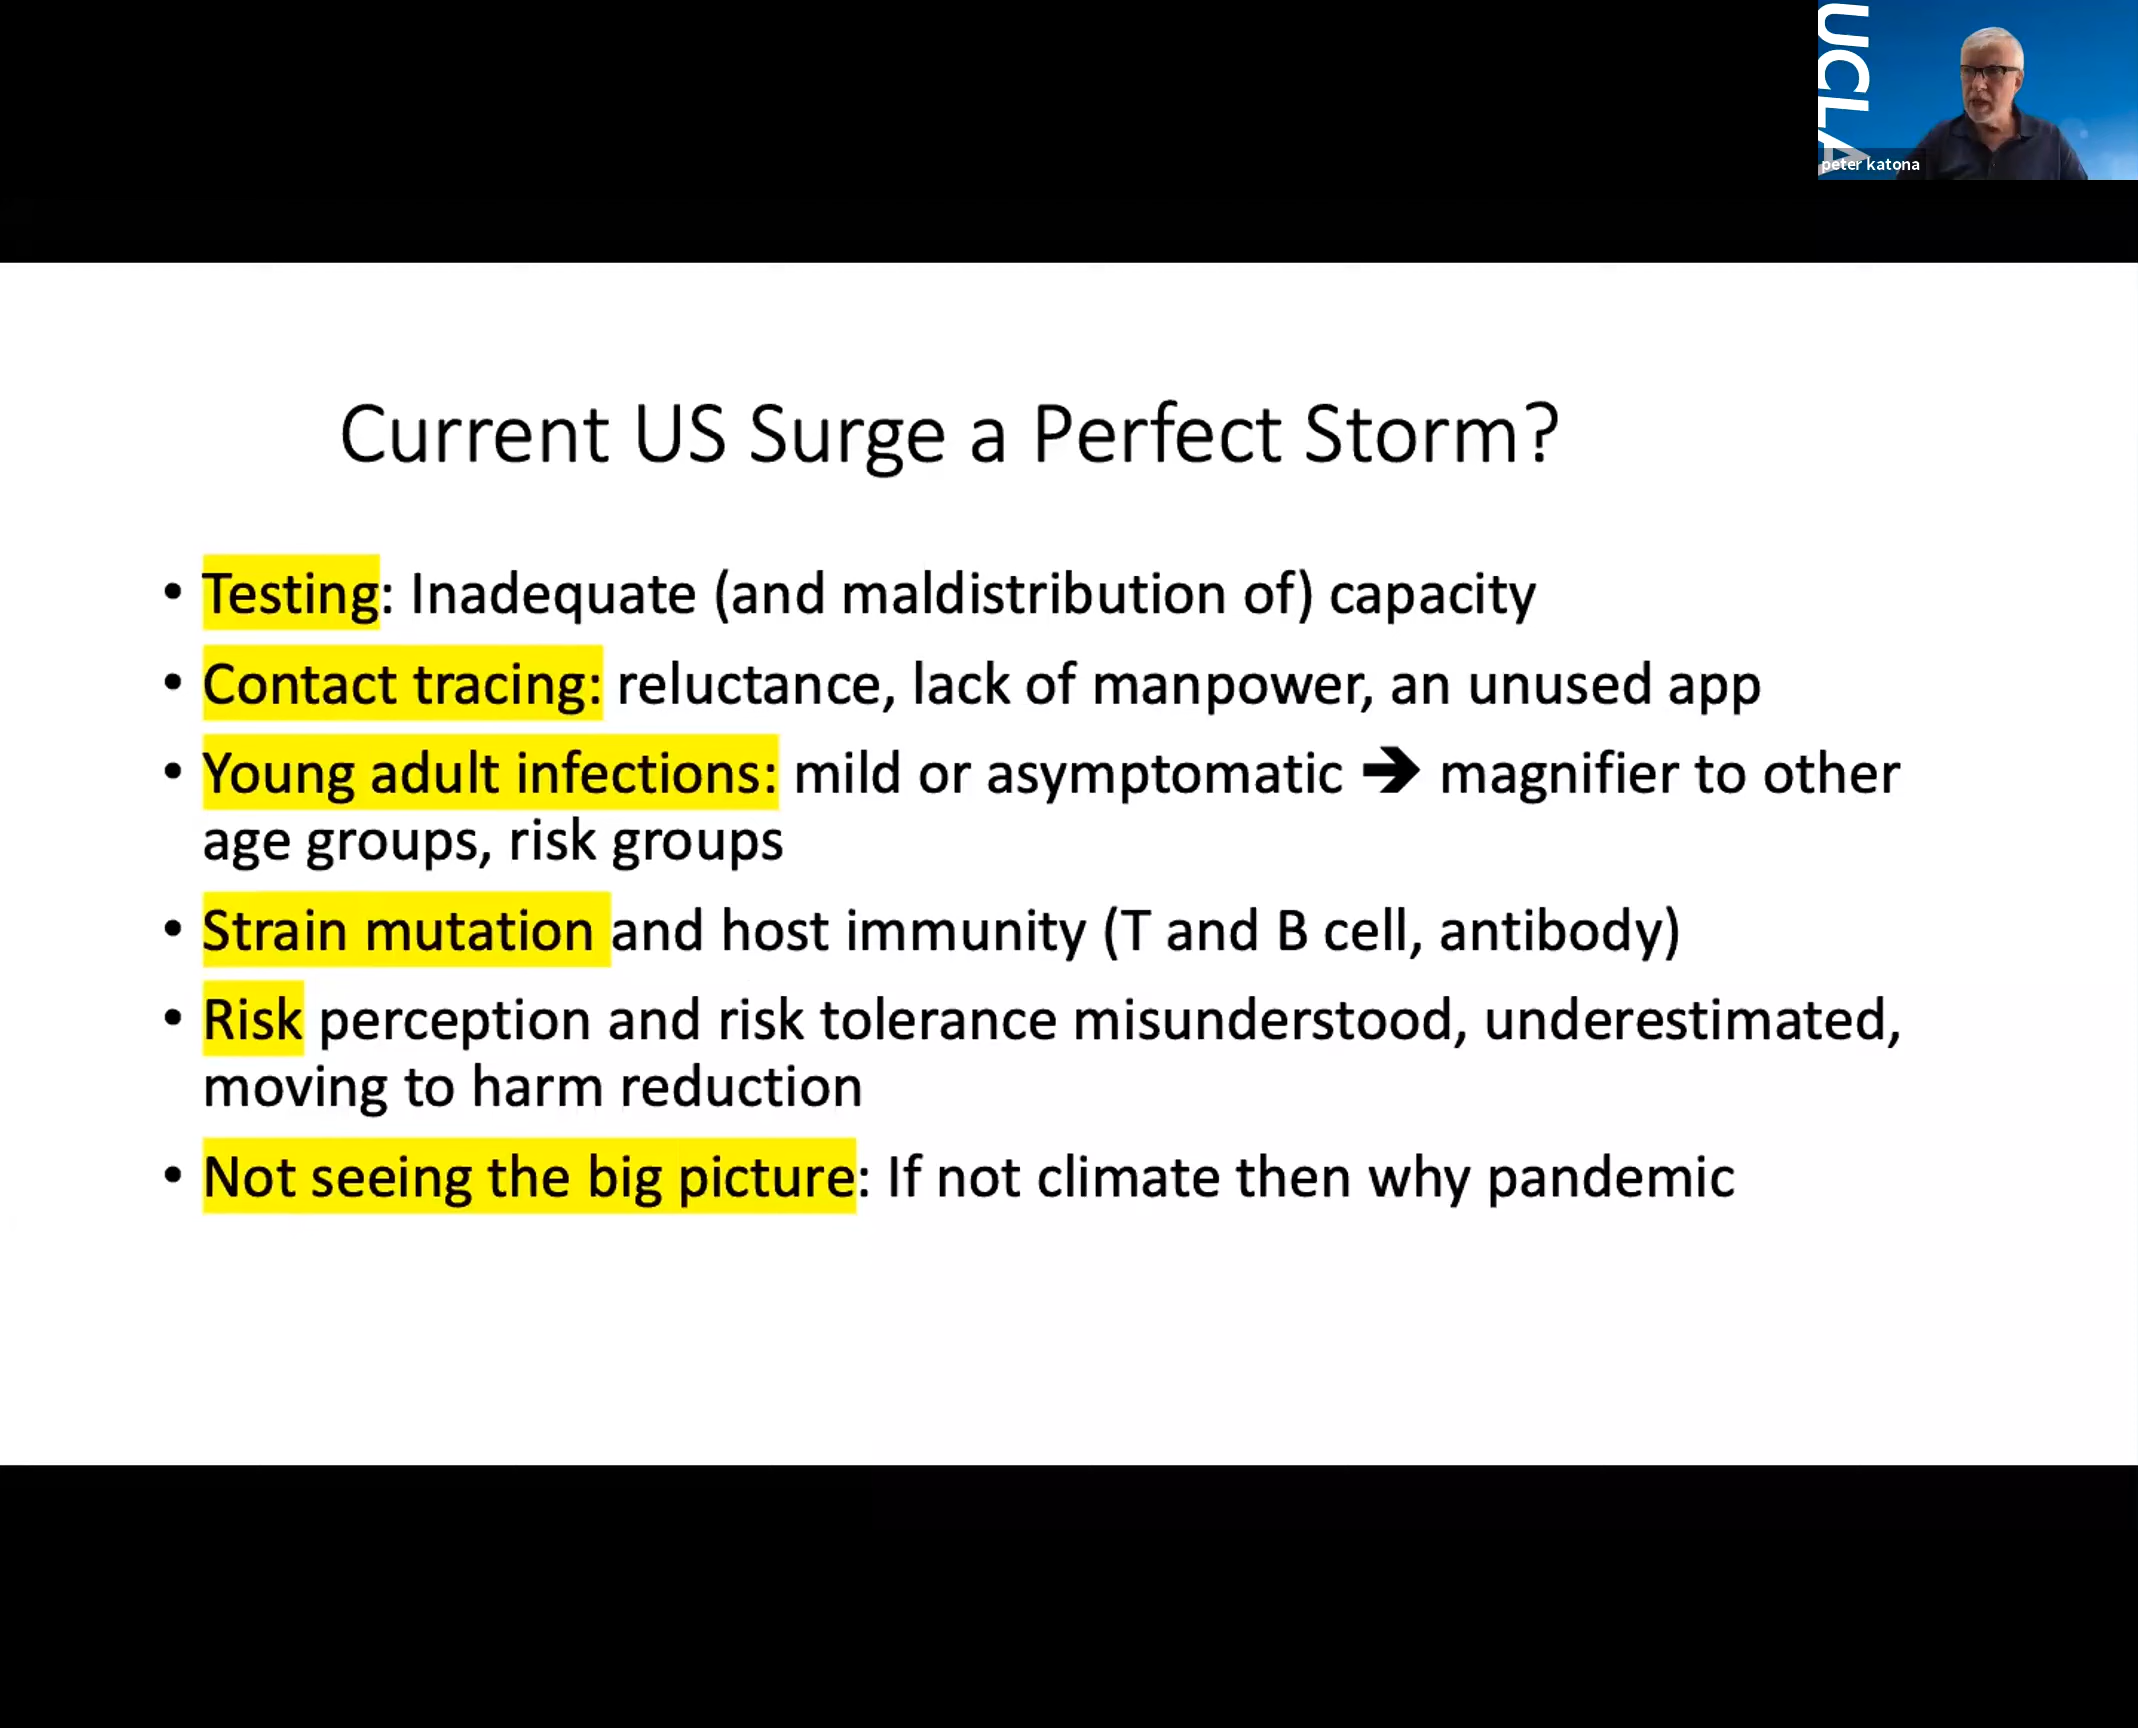 UCLA
peter katona
Current US Surge a Perfect Storm?
• Testing: Inadequate (and maldistribution of) capacity
• Contact tracing: reluctance, lack of manpower, an unused app
• Young adult infections: mild or asymptomatic ➔ magnifier to other
age groups, risk groups
• Strain mutation and host immunity (T and B cell, antibody)
• Risk perception and risk tolerance misunderstood, underestimated,
moving to harm reduction
• Not seeing the big picture: If not climate then why pandemic